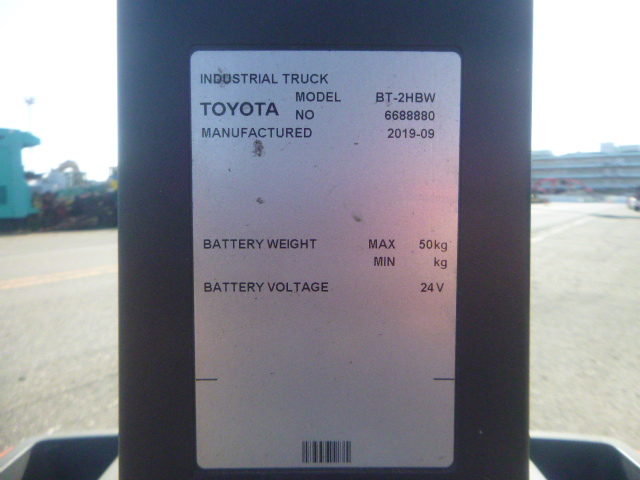 INDUSTRIAL TRUCK
MODEL BT-2HBW
TOYOTA
NO 6688880
MANUFACTURED 2019-09
BATTERY WEIGHT MAX 50kg
MIN kg
BATTERY VOLTAGE 24V